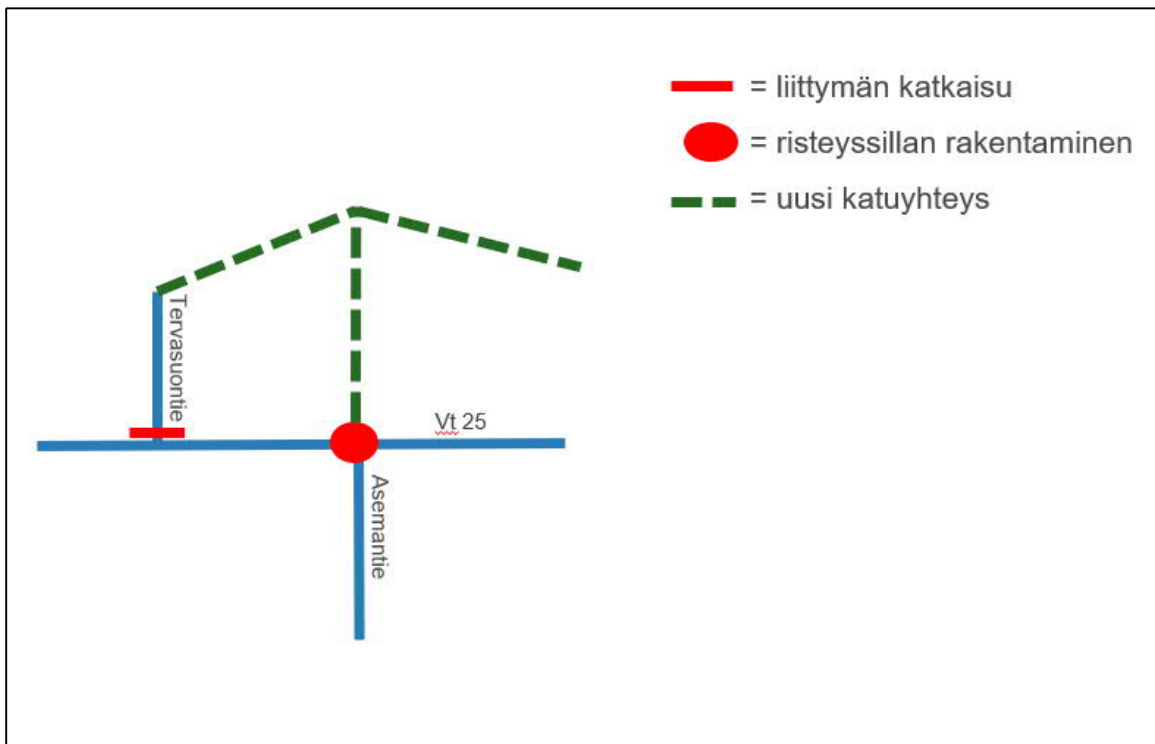 = liittymän katkaisu
= risteyssillan rakentaminen
= uusi katuyhteys
Tervasuontie
Vt 25
Asemantie